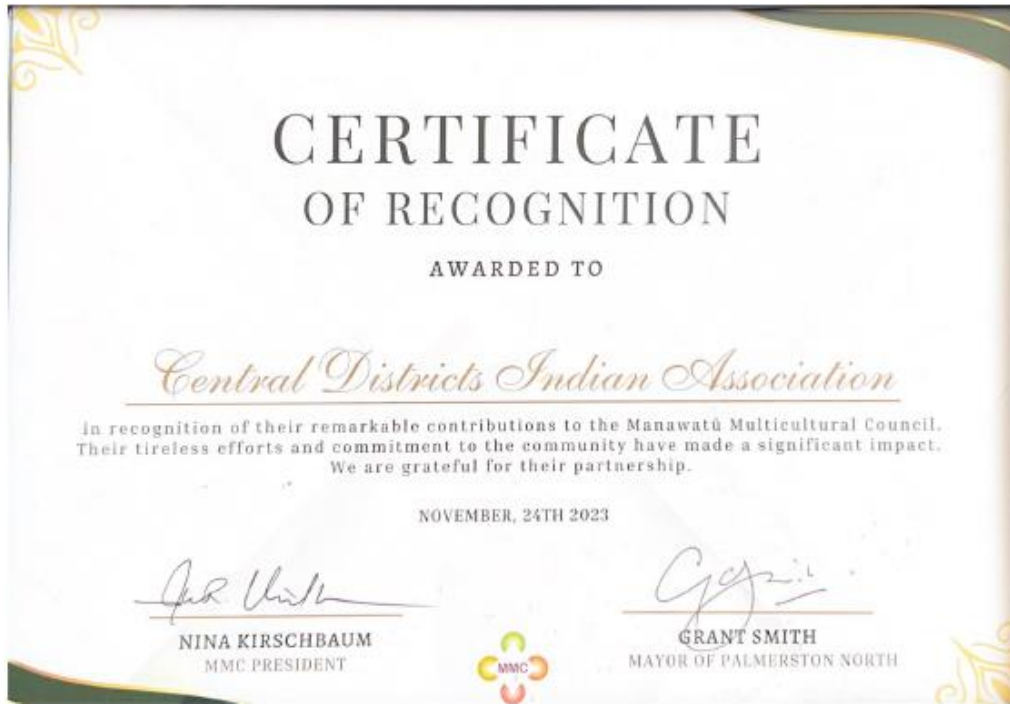 CERTIFICATE
OF RECOGNITION
AWARDED TO
Central Districts Indian Association
in recognition of their remarkable contributions to the Manawatū Multicultural Council.
Their tireless efforts and commitment to the community have made a significant impact.
We are grateful for their partnership.
NOVEMBER, 24TH 2023
NINA KIRSCHBAUM
MMC PRESIDENT
MMC
GRANT SMITH
MAYOR OF PALMERSTON NORTH